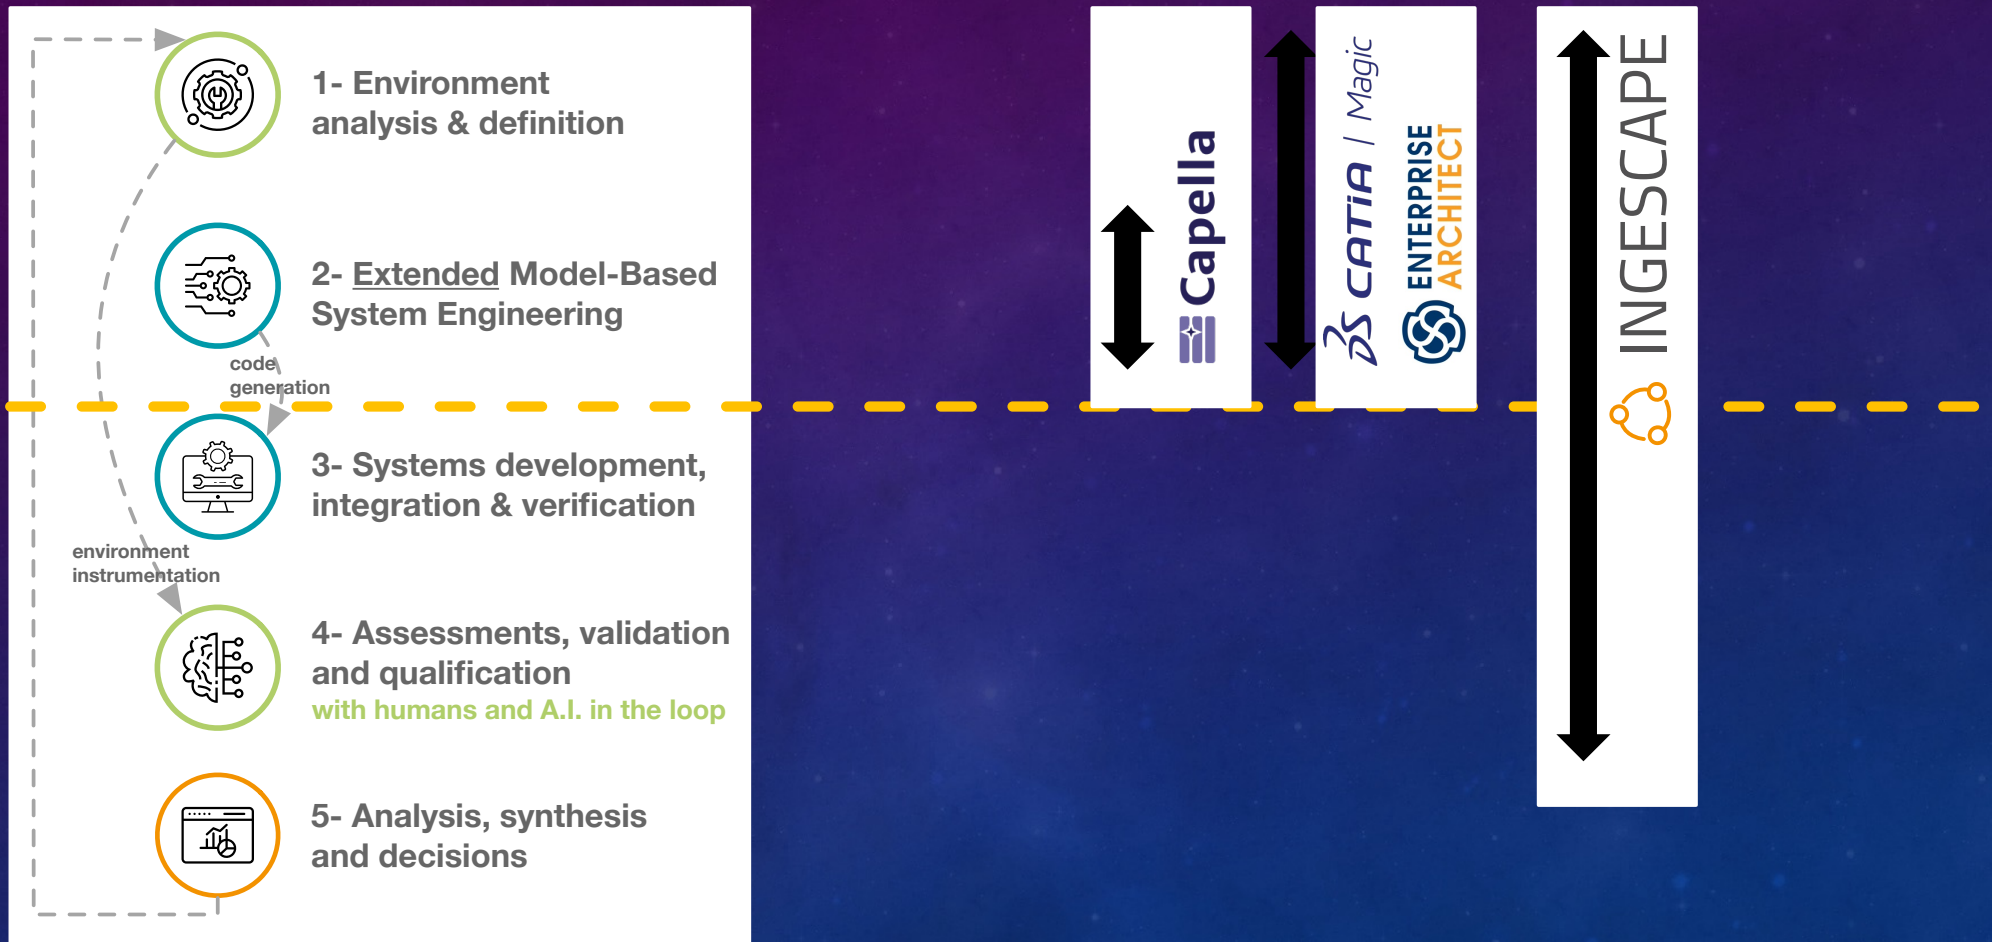 1- Environment
analysis & definition
2- Extended Model-Based
System Engineering
code
generation
3- Systems development,
integration & verification
environment
instrumentation
4- Assessments, validation
and qualification
with humans and A.I. in the loop
5- Analysis, synthesis
and decisions
Capella
CATIA | Magic
ENTERPRISE
ARCHITECT
INGESCAPE